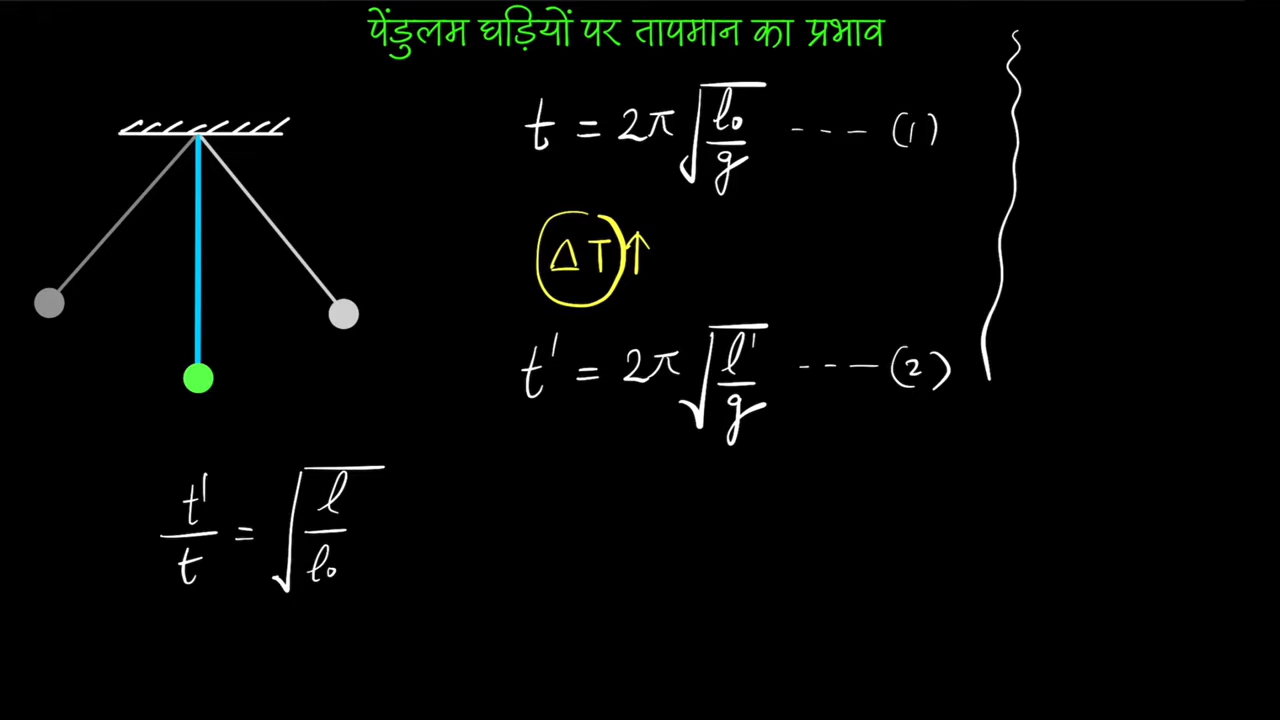 पेंडुलम घड़ियों पर तापमान का प्रभाव
t = 2π√(l₀/g) --- (1)
ΔT↑
t' = 2π√(l'/g) --- (2)
t'/t = √(l/l₀)